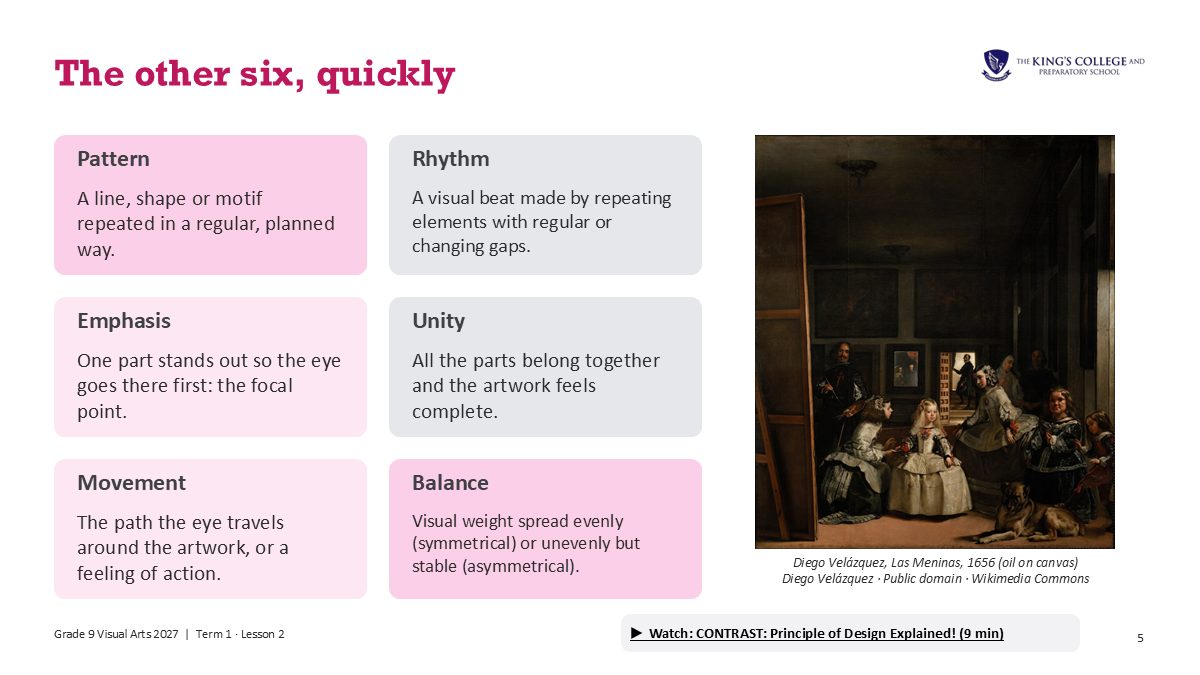 The other six, quickly
THE KING'S COLLEGE AND
PREPARATORY SCHOOL
Pattern
A line, shape or motif
repeated in a regular, planned
way.
Rhythm
A visual beat made by repeating
elements with regular or
changing gaps.
Emphasis
One part stands out so the eye
goes there first: the focal
point.
Unity
All the parts belong together
and the artwork feels
complete.
Movement
The path the eye travels
around the artwork, or a
feeling of action.
Balance
Visual weight spread evenly
(symmetrical) or unevenly but
stable (asymmetrical).
Diego Velázquez, Las Meninas, 1656 (oil on canvas)
Diego Velázquez · Public domain · Wikimedia Commons
Grade 9 Visual Arts 2027 | Term 1 · Lesson 2
▶ Watch: CONTRAST: Principle of Design Explained! (9 min)
5